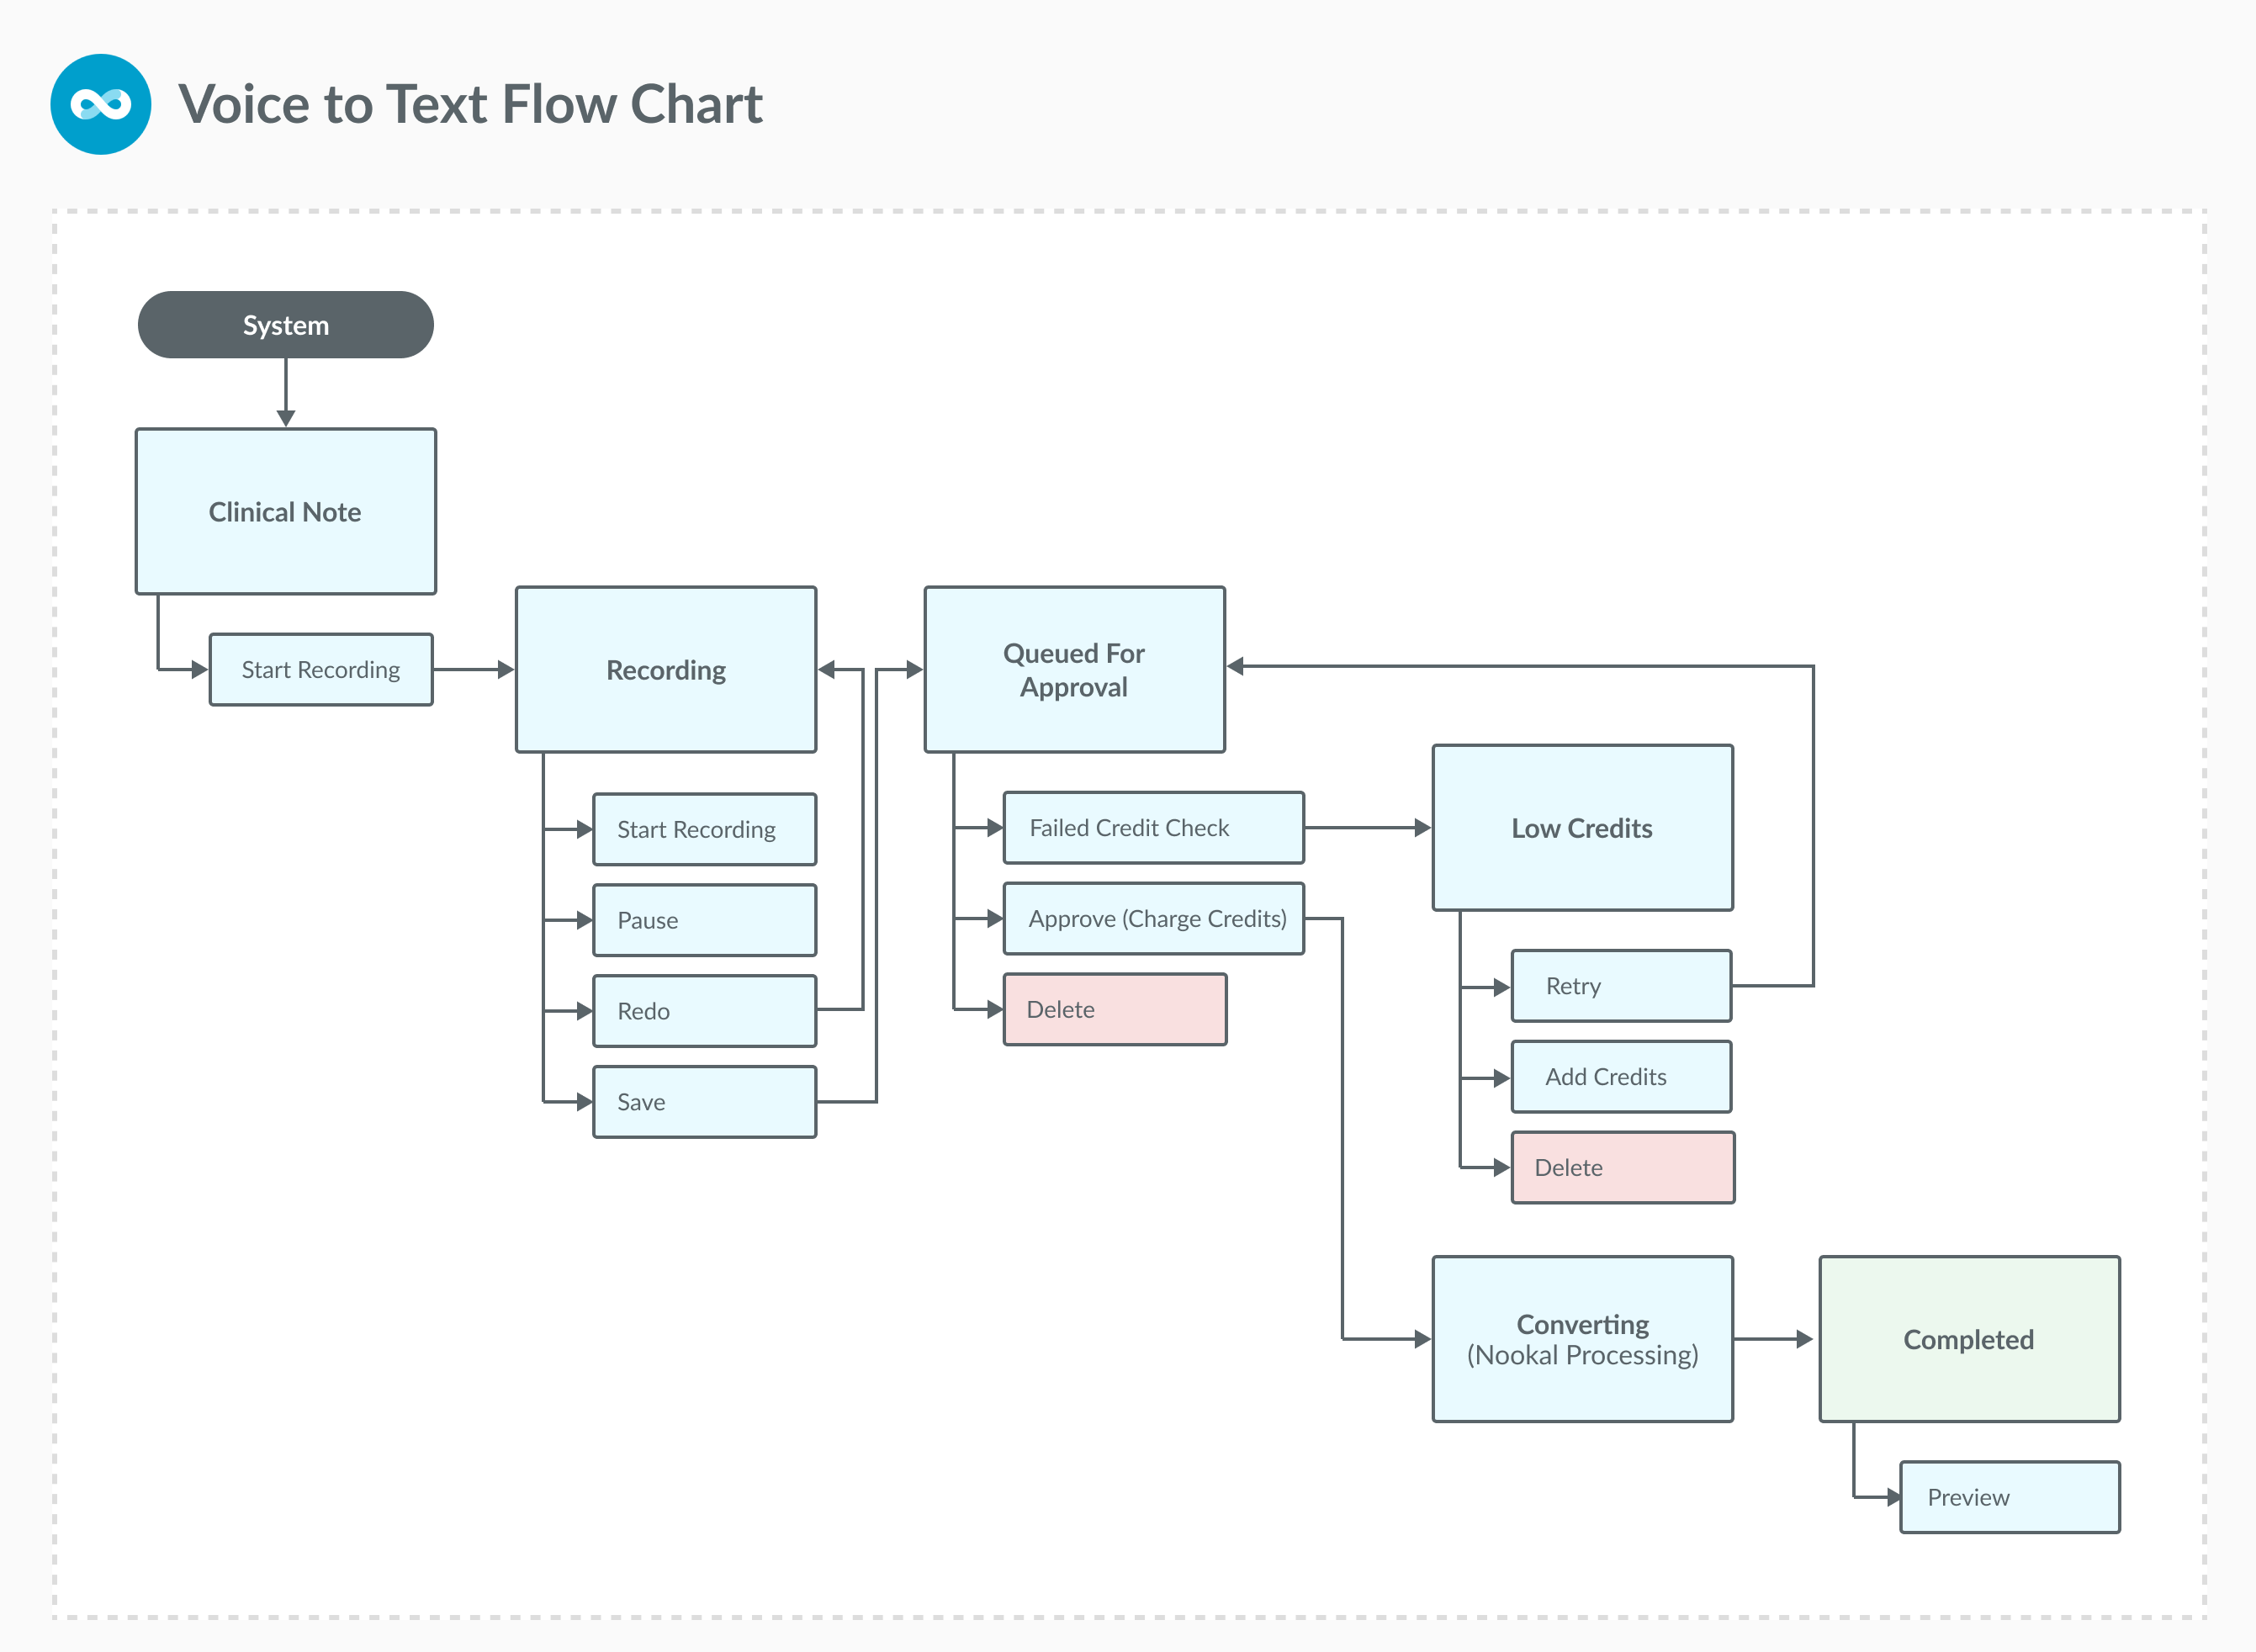 Voice to Text Flow Chart
System
Clinical Note
Start Recording
Recording
Start Recording
Pause
Redo
Save
Queued For
Approval
Failed Credit Check
Approve (Charge Credits)
Delete
Low Credits
Retry
Add Credits
Delete
Converting
(Nookal Processing)
Completed
Preview